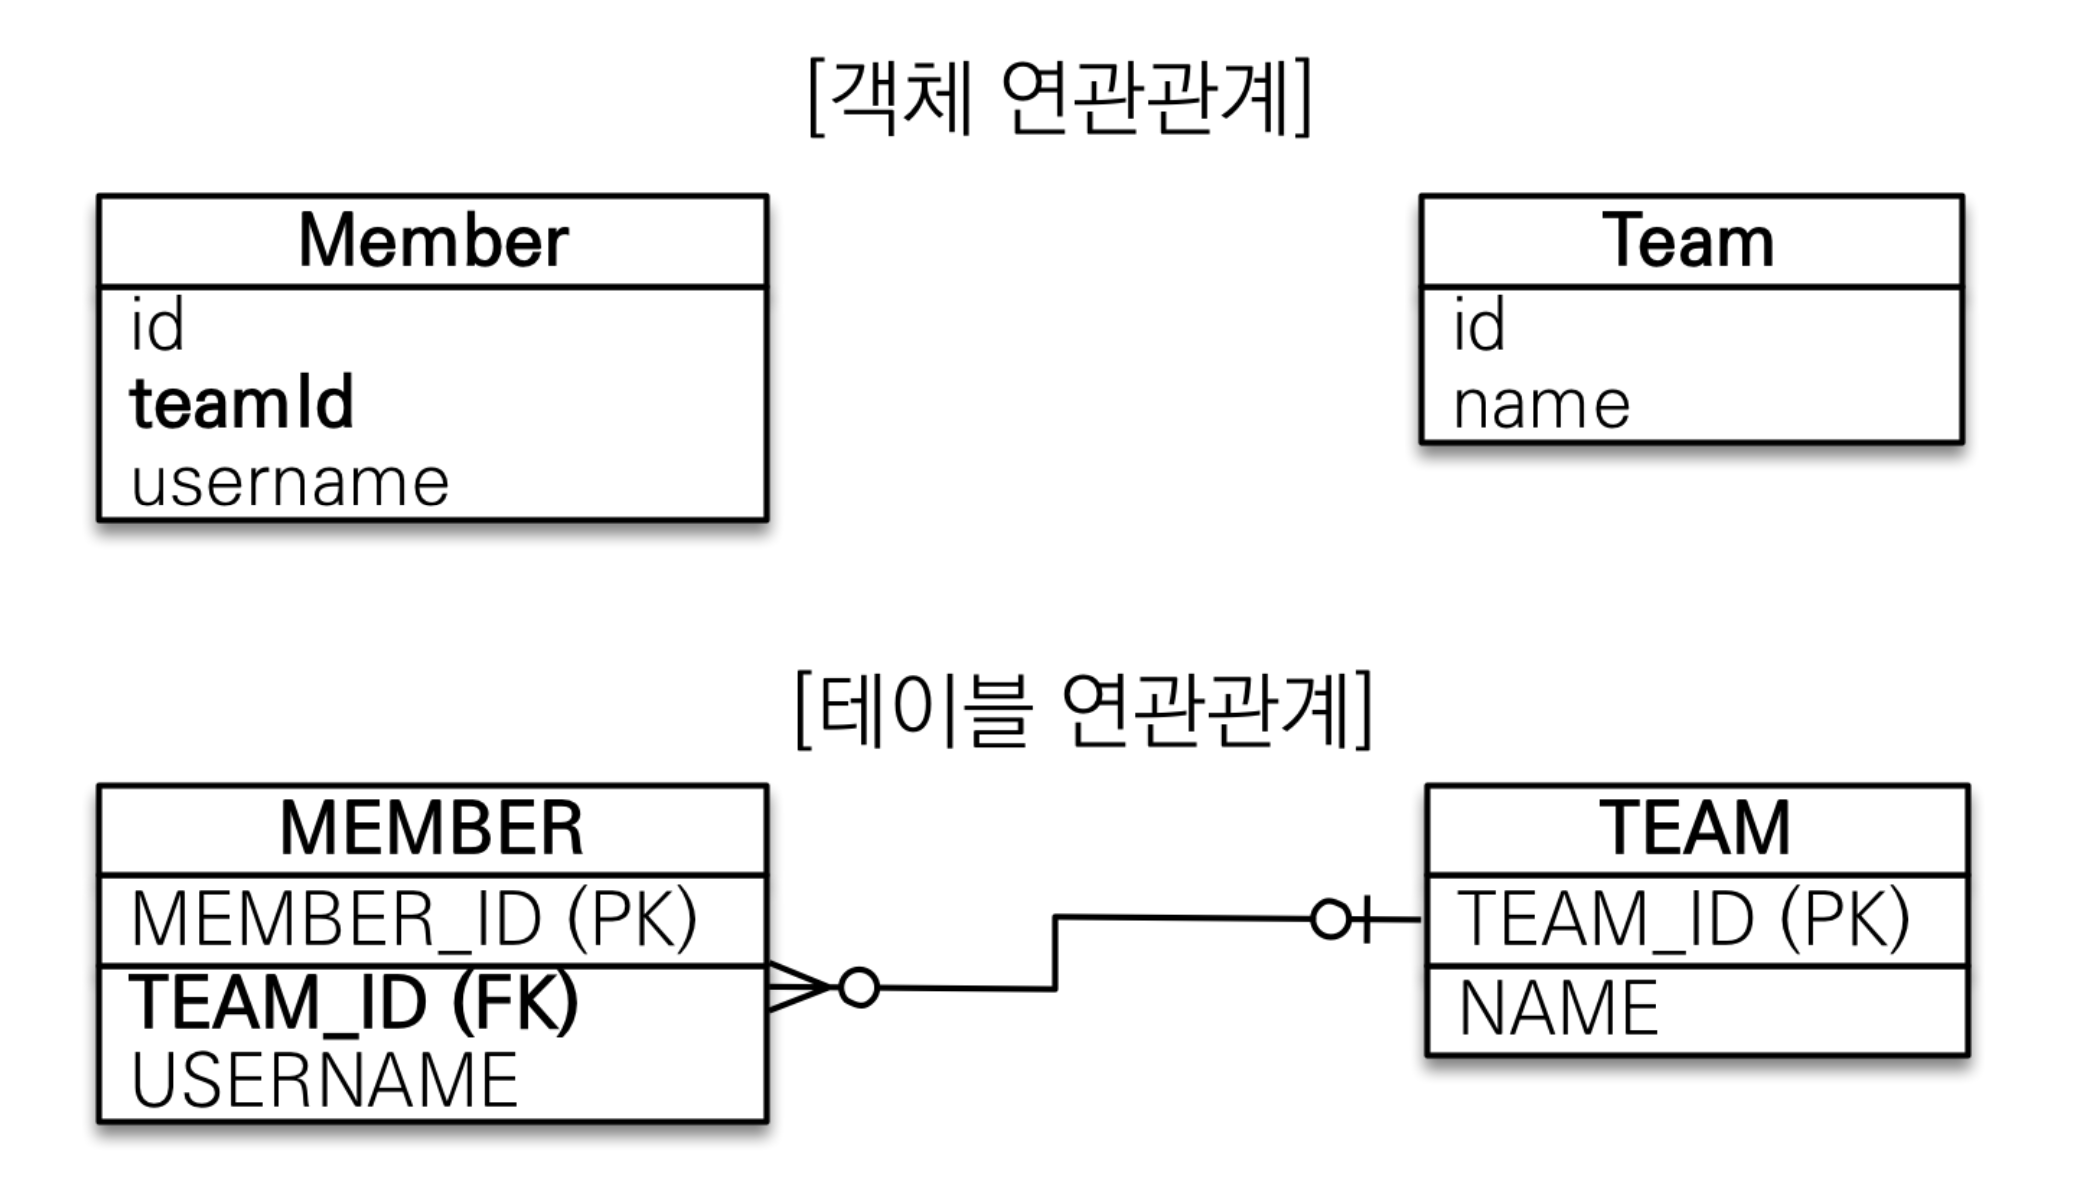 [객체 연관관계]
Member
id
teamId
username
Team
id
name
[테이블 연관관계]
MEMBER
MEMBER_ID (PK)
TEAM_ID (FK)
USERNAME
TEAM
TEAM_ID (PK)
NAME